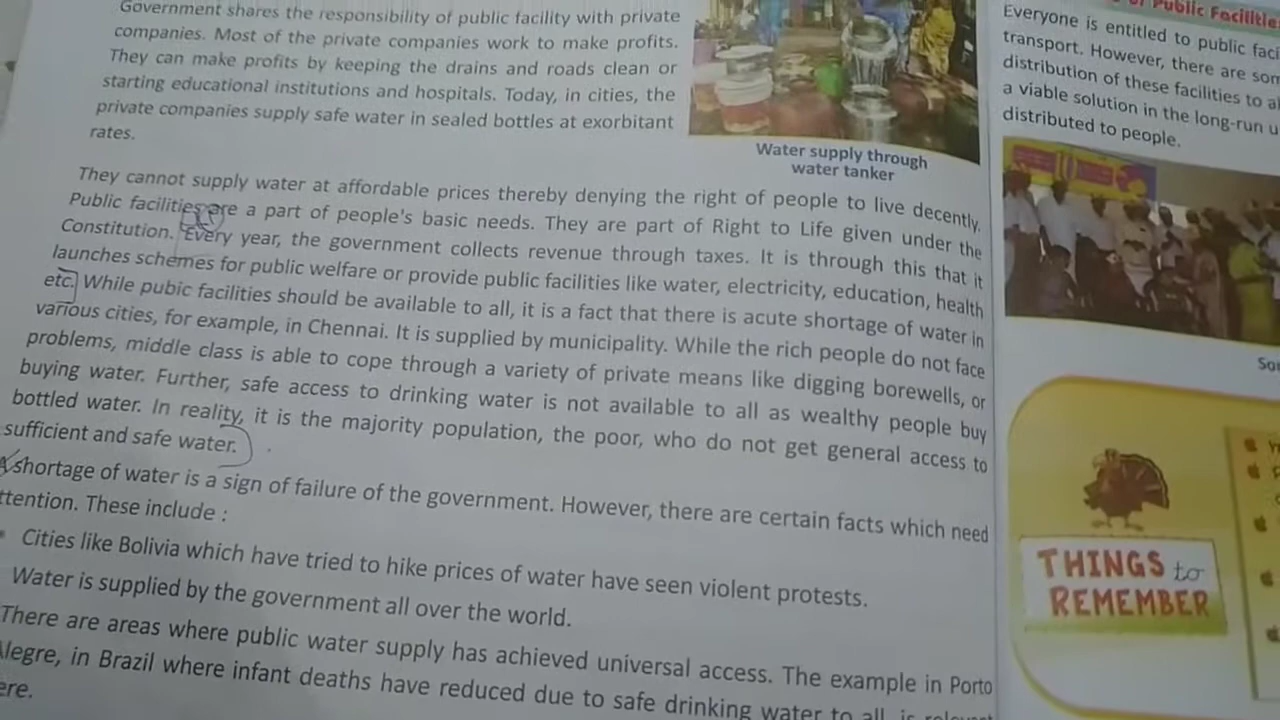 Government shares the responsibility of public facility with private
companies. Most of the private companies work to make profits.
They can make profits by keeping the drains and roads clean or
starting educational institutions and hospitals. Today, in cities, the
private companies supply safe water in sealed bottles at exorbitant
rates.
Water supply through
water tanker
They cannot supply water at affordable prices thereby denying the right of people to live decently.
Public facilities are a part of people's basic needs. They are part of Right to Life given under the
Constitution. Every year, the government collects revenue through taxes. It is through this that it
launches schemes for public welfare or provide public facilities like water, electricity, education, health
etc. While pubic facilities should be available to all, it is a fact that there is acute shortage of water in
various cities, for example, in Chennai. It is supplied by municipality. While the rich people do not face
problems, middle class is able to cope through a variety of private means like digging borewells, or
buying water. Further, safe access to drinking water is not available to all as wealthy people buy
bottled water. In reality, it is the majority population, the poor, who do not get general access to
sufficient and safe water.
A shortage of water is a sign of failure of the government. However, there are certain facts which need
ttention. These include :
• Cities like Bolivia which have tried to hike prices of water have seen violent protests.
Water is supplied by the government all over the world.
There are areas where public water supply has achieved universal access. The example in Porto
Alegre, in Brazil where infant deaths have reduced due to safe drinking water to all, is
ere.
Public Facilitie
Everyone is entitled to public faci
transport. However, there are som
distribution of these facilities to al
a viable solution in the long-run u
distributed to people.
THINGS to
REMEMBER